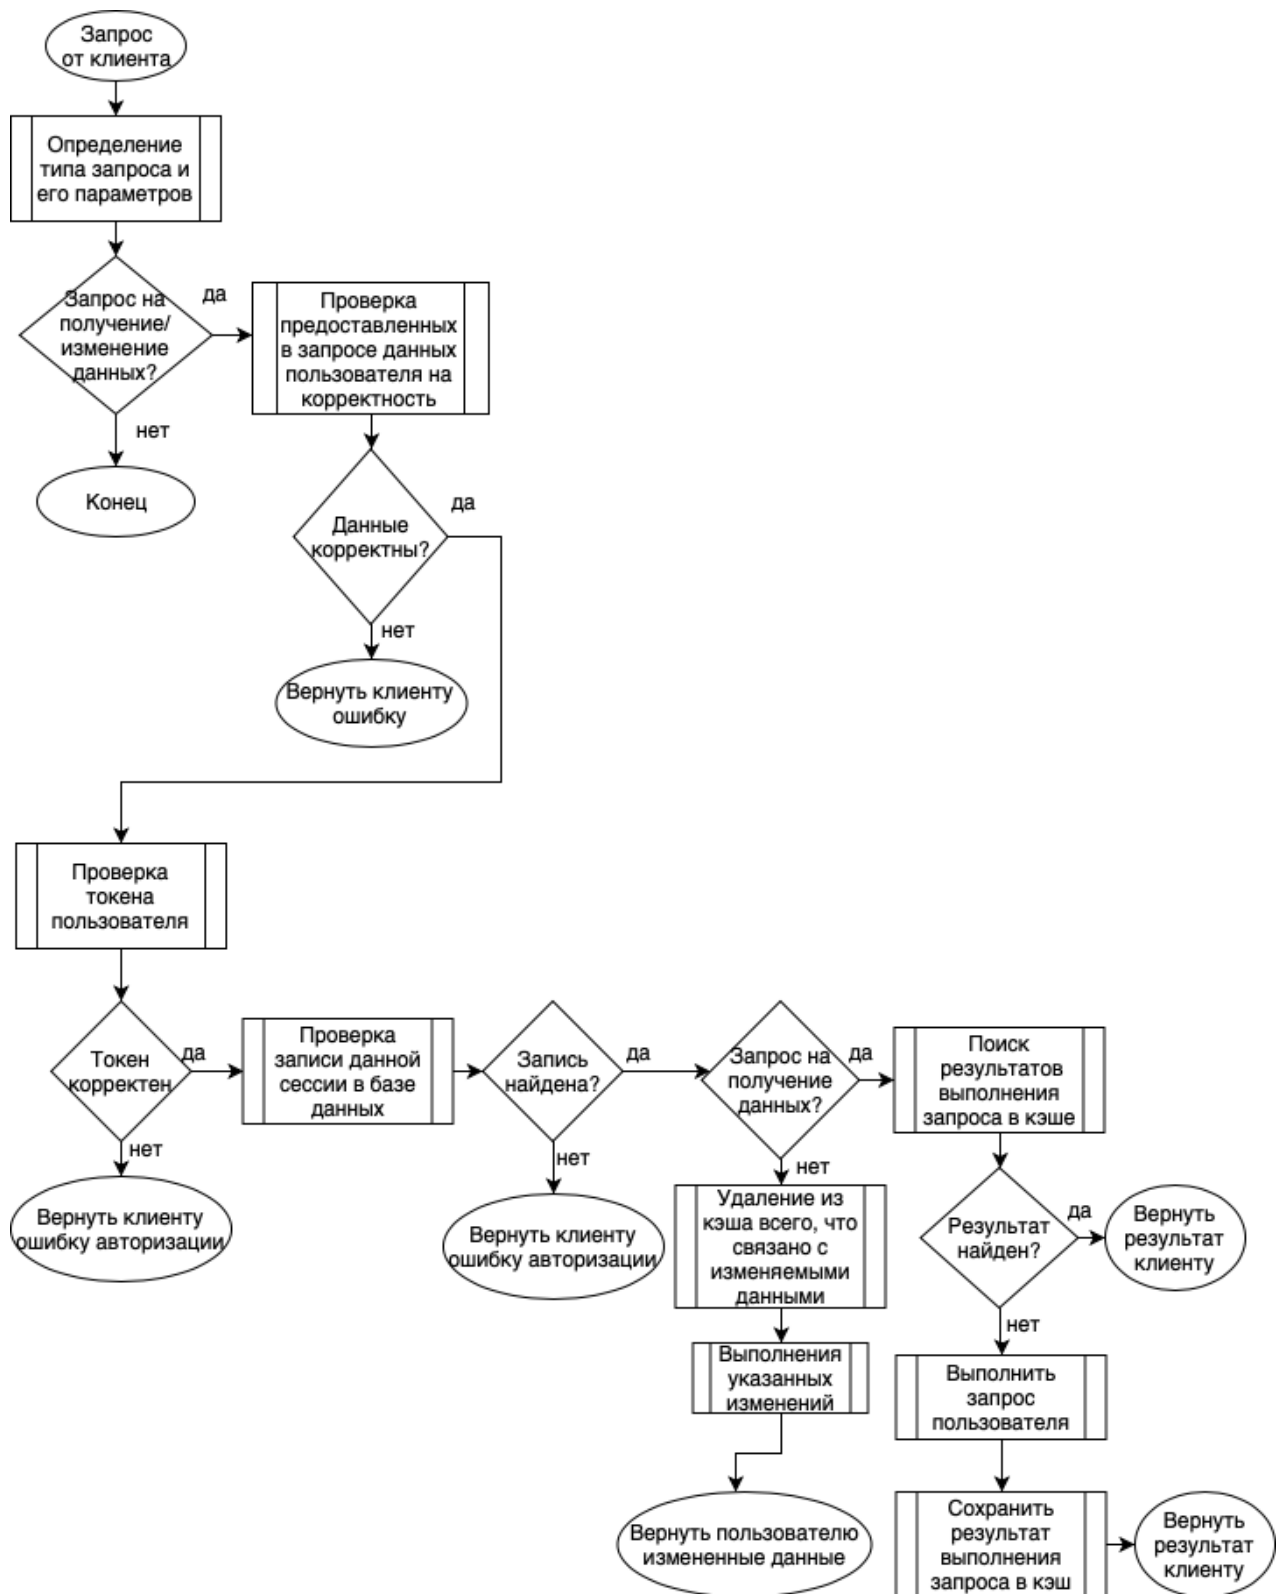 Запрос
от клиента
Определение
типа запроса и
его параметров
Запрос на
получение/
изменение
данных?
да
нет
Конец
Проверка
предоставленных
в запросе данных
пользователя на
корректность
Данные
корректны?
да
нет
Вернуть клиенту
ошибку
Проверка
токена
пользователя
Токен
корректен
да
нет
Вернуть клиенту
ошибку авторизации
Проверка
записи данной
сессии в базе
данных
Запись
найдена?
да
нет
Вернуть клиенту
ошибку авторизации
Запрос на
получение
данных?
да
нет
Удаление из
кэша всего, что
связано с
изменяемыми
данными
Выполнения
указанных
изменений
Вернуть пользователю
измененные данные
Поиск
результатов
выполнения
запроса в кэше
Результат
найден?
да
Вернуть
результат
клиенту
нет
Выполнить
запрос
пользователя
Сохранить
результат
выполнения
запроса в кэш
Вернуть
результат
клиенту